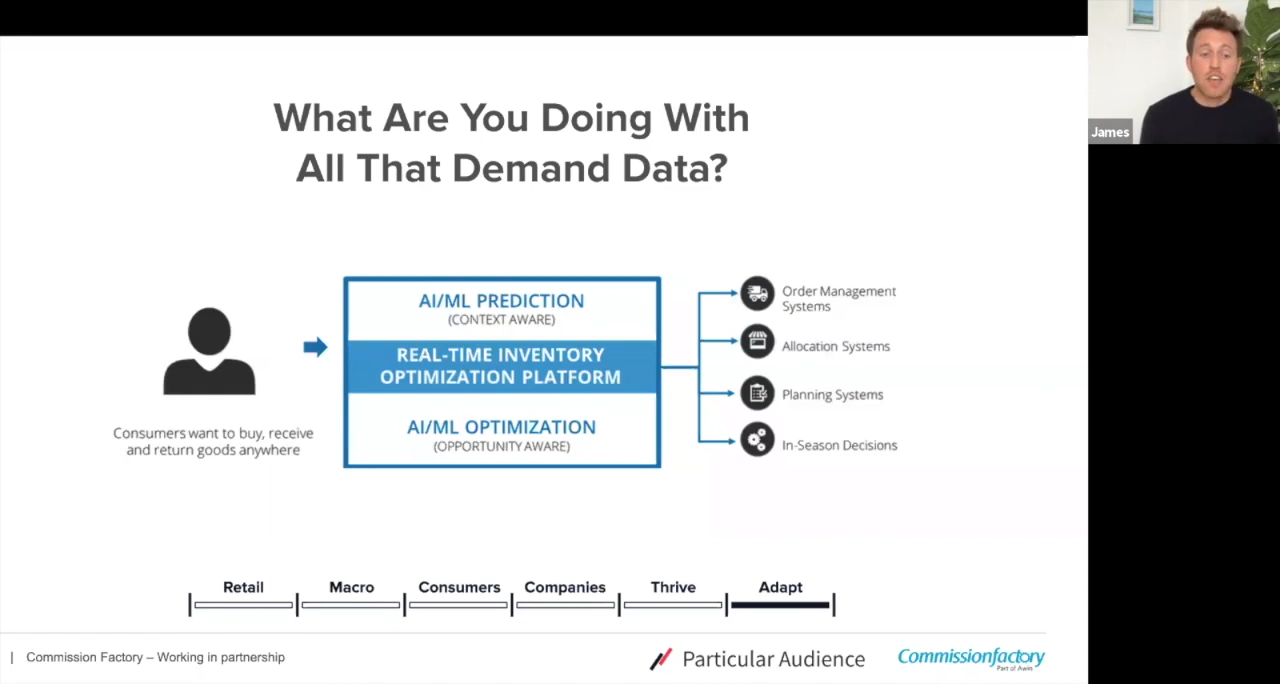 What Are You Doing With
All That Demand Data?
James
Consumers want to buy, receive
and return goods anywhere
AI/ML PREDICTION
(CONTEXT AWARE)
REAL-TIME INVENTORY
OPTIMIZATION PLATFORM
AI/ML OPTIMIZATION
(OPPORTUNITY AWARE)
Order Management
Systems
Allocation Systems
Planning Systems
In-Season Decisions
Retail
Macro
Consumers
Companies
Thrive
Adapt
| Commission Factory – Working in partnership
Particular Audience
Commissionfactory
Part of Awin